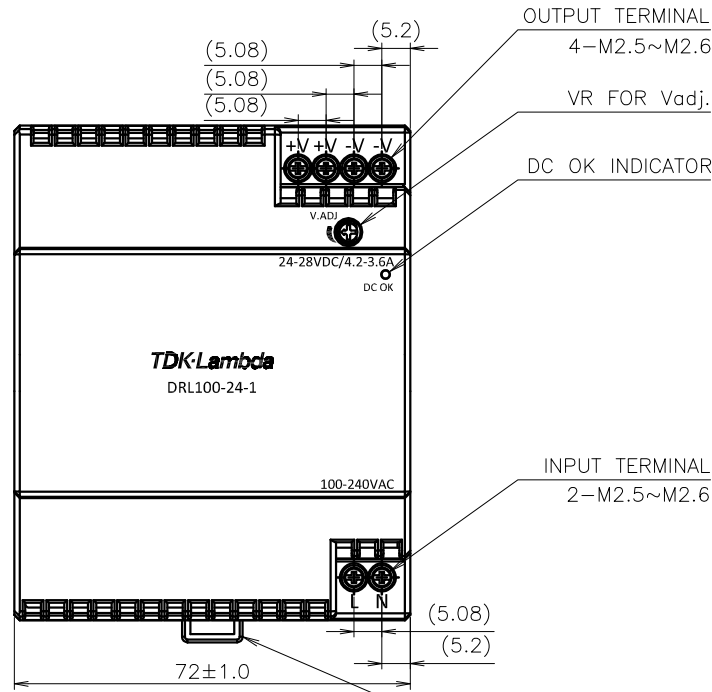 OUTPUT TERMINAL
4-M2.5~M2.6
(5.2)
(5.08)
(5.08)
(5.08)
VR FOR Vadj.
DC OK INDICATOR
+V +V -V -V
V.ADJ
24-28VDC/4.2-3.6A
DC OK
TDK·Lambda
DRL100-24-1
100-240VAC
INPUT TERMINAL
2-M2.5~M2.6
L N
(5.08)
(5.2)
72±1.0